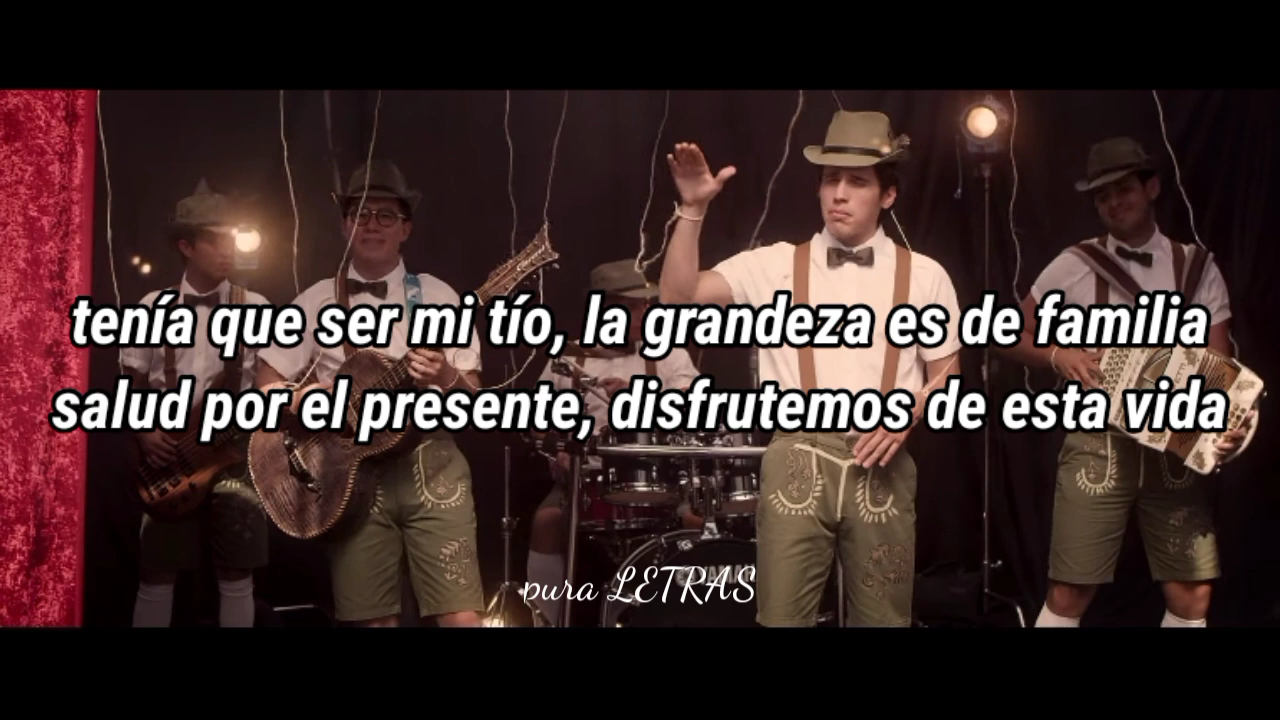 tenía que ser mi tío, la grandeza es de familia
salud por el presente, disfrutemos de esta vida
pura LETRAS